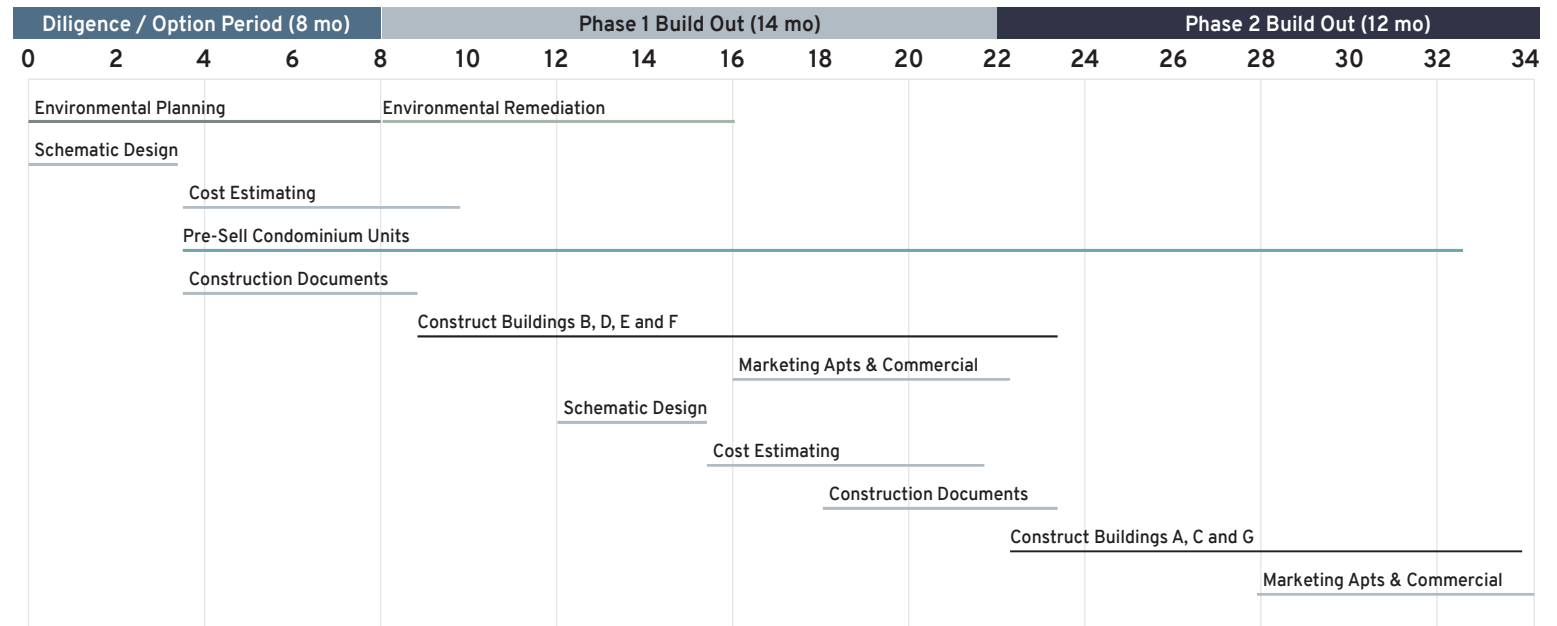 Diligence / Option Period (8 mo) Phase 1 Build Out (14 mo) Phase 2 Build Out (12 mo)
0 2 4 6 8 10 12 14 16 18 20 22 24 26 28 30 32 34
Environmental Planning Environmental Remediation
Schematic Design
Cost Estimating
Pre-Sell Condominium Units
Construction Documents
Construct Buildings B, D, E and F
Marketing Apts & Commercial
Schematic Design
Cost Estimating
Construction Documents
Construct Buildings A, C and G
Marketing Apts & Commercial